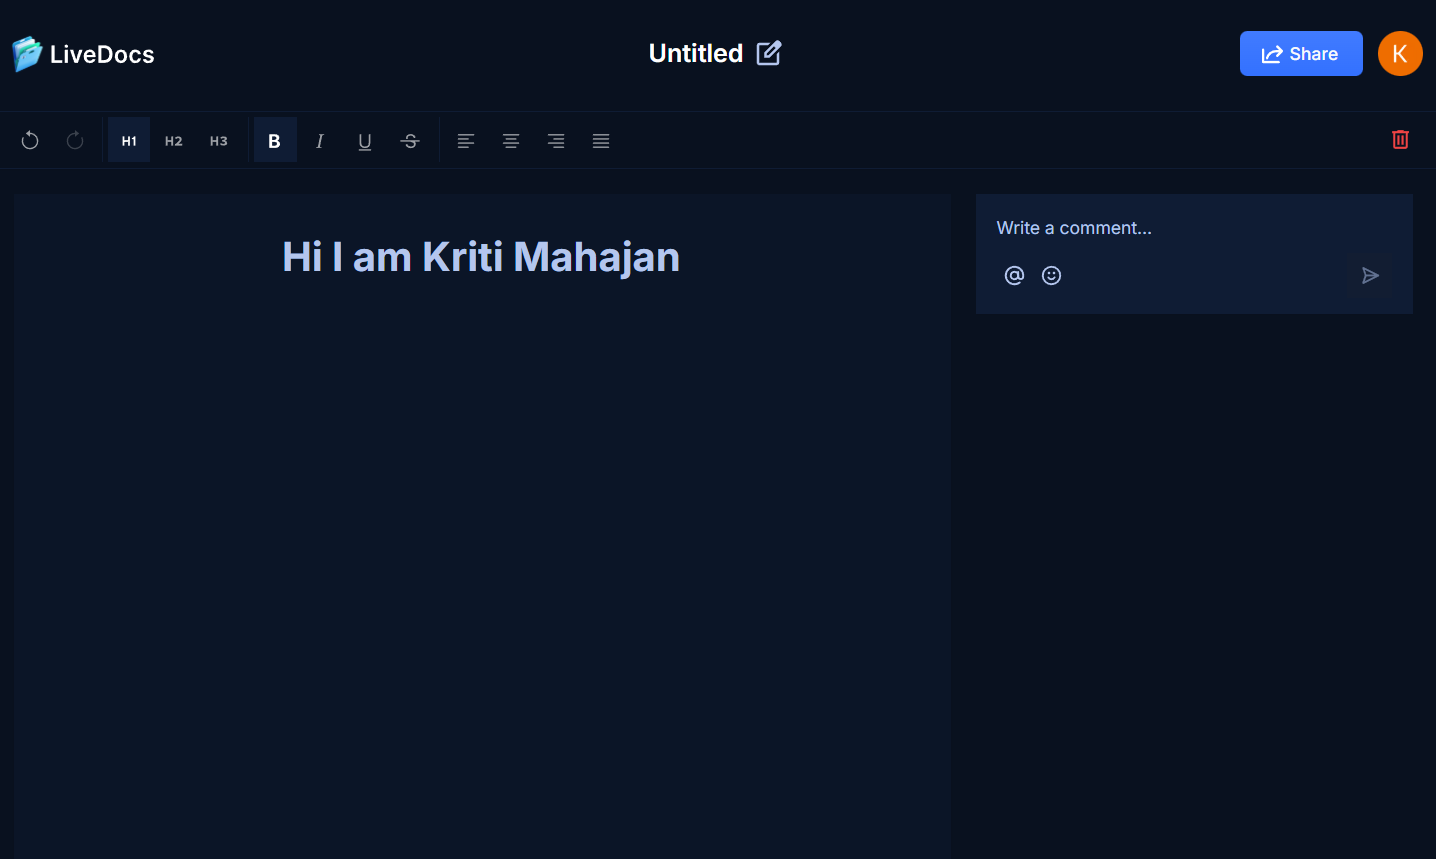 LiveDocs
Untitled
Share
K
H1 H2 H3 B I U S
Hi I am Kriti Mahajan
Write a comment...
@